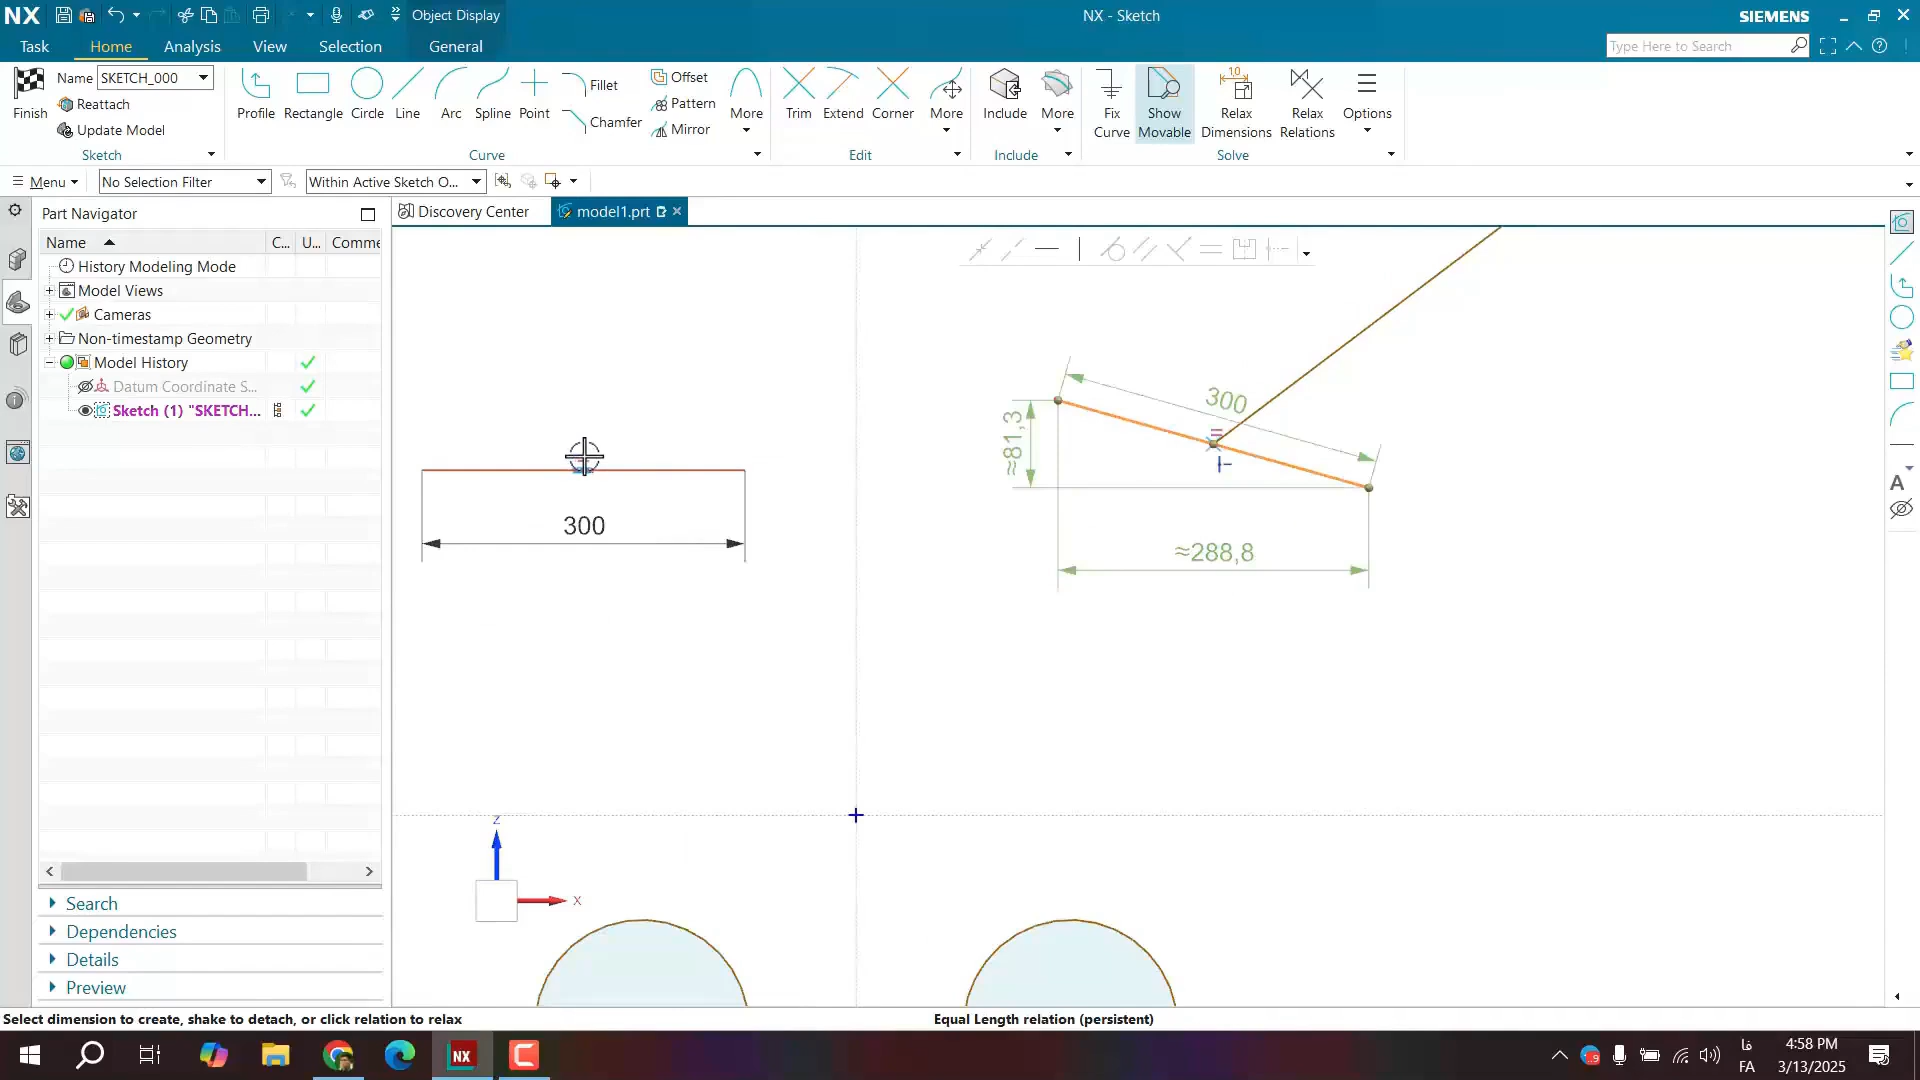 NX
Object Display
NX - Sketch
SIEMENS
Task
Home
Analysis
View
Selection
General
Type Here to Search
Finish
Name
SKETCH_000
Reattach
Update Model
Sketch
Profile
Rectangle
Circle
Line
Arc
Spline
Point
Fillet
Chamfer
Offset
Pattern
Mirror
More
Curve
Trim
Extend
Corner
More
Edit
Include
More
Include
Fix
Curve
Show
Movable
1,0
Relax
Dimensions
Relax
Relations
Options
Solve
Menu
No Selection Filter
Within Active Sketch O...
Part Navigator
Discovery Center
model1.prt
Name
C...
U...
Comme
History Modeling Mode
Model Views
Cameras
Non-timestamp Geometry
Model History
Datum Coordinate S...
Sketch (1) "SKETCH...
300
≈81,3
300
≈288,8
Z
X
A
Search
Dependencies
Details
Preview
Select dimension to create, shake to detach, or click relation to relax
Equal Length relation (persistent)
NX
فا
FA
4:58 PM
3/13/2025